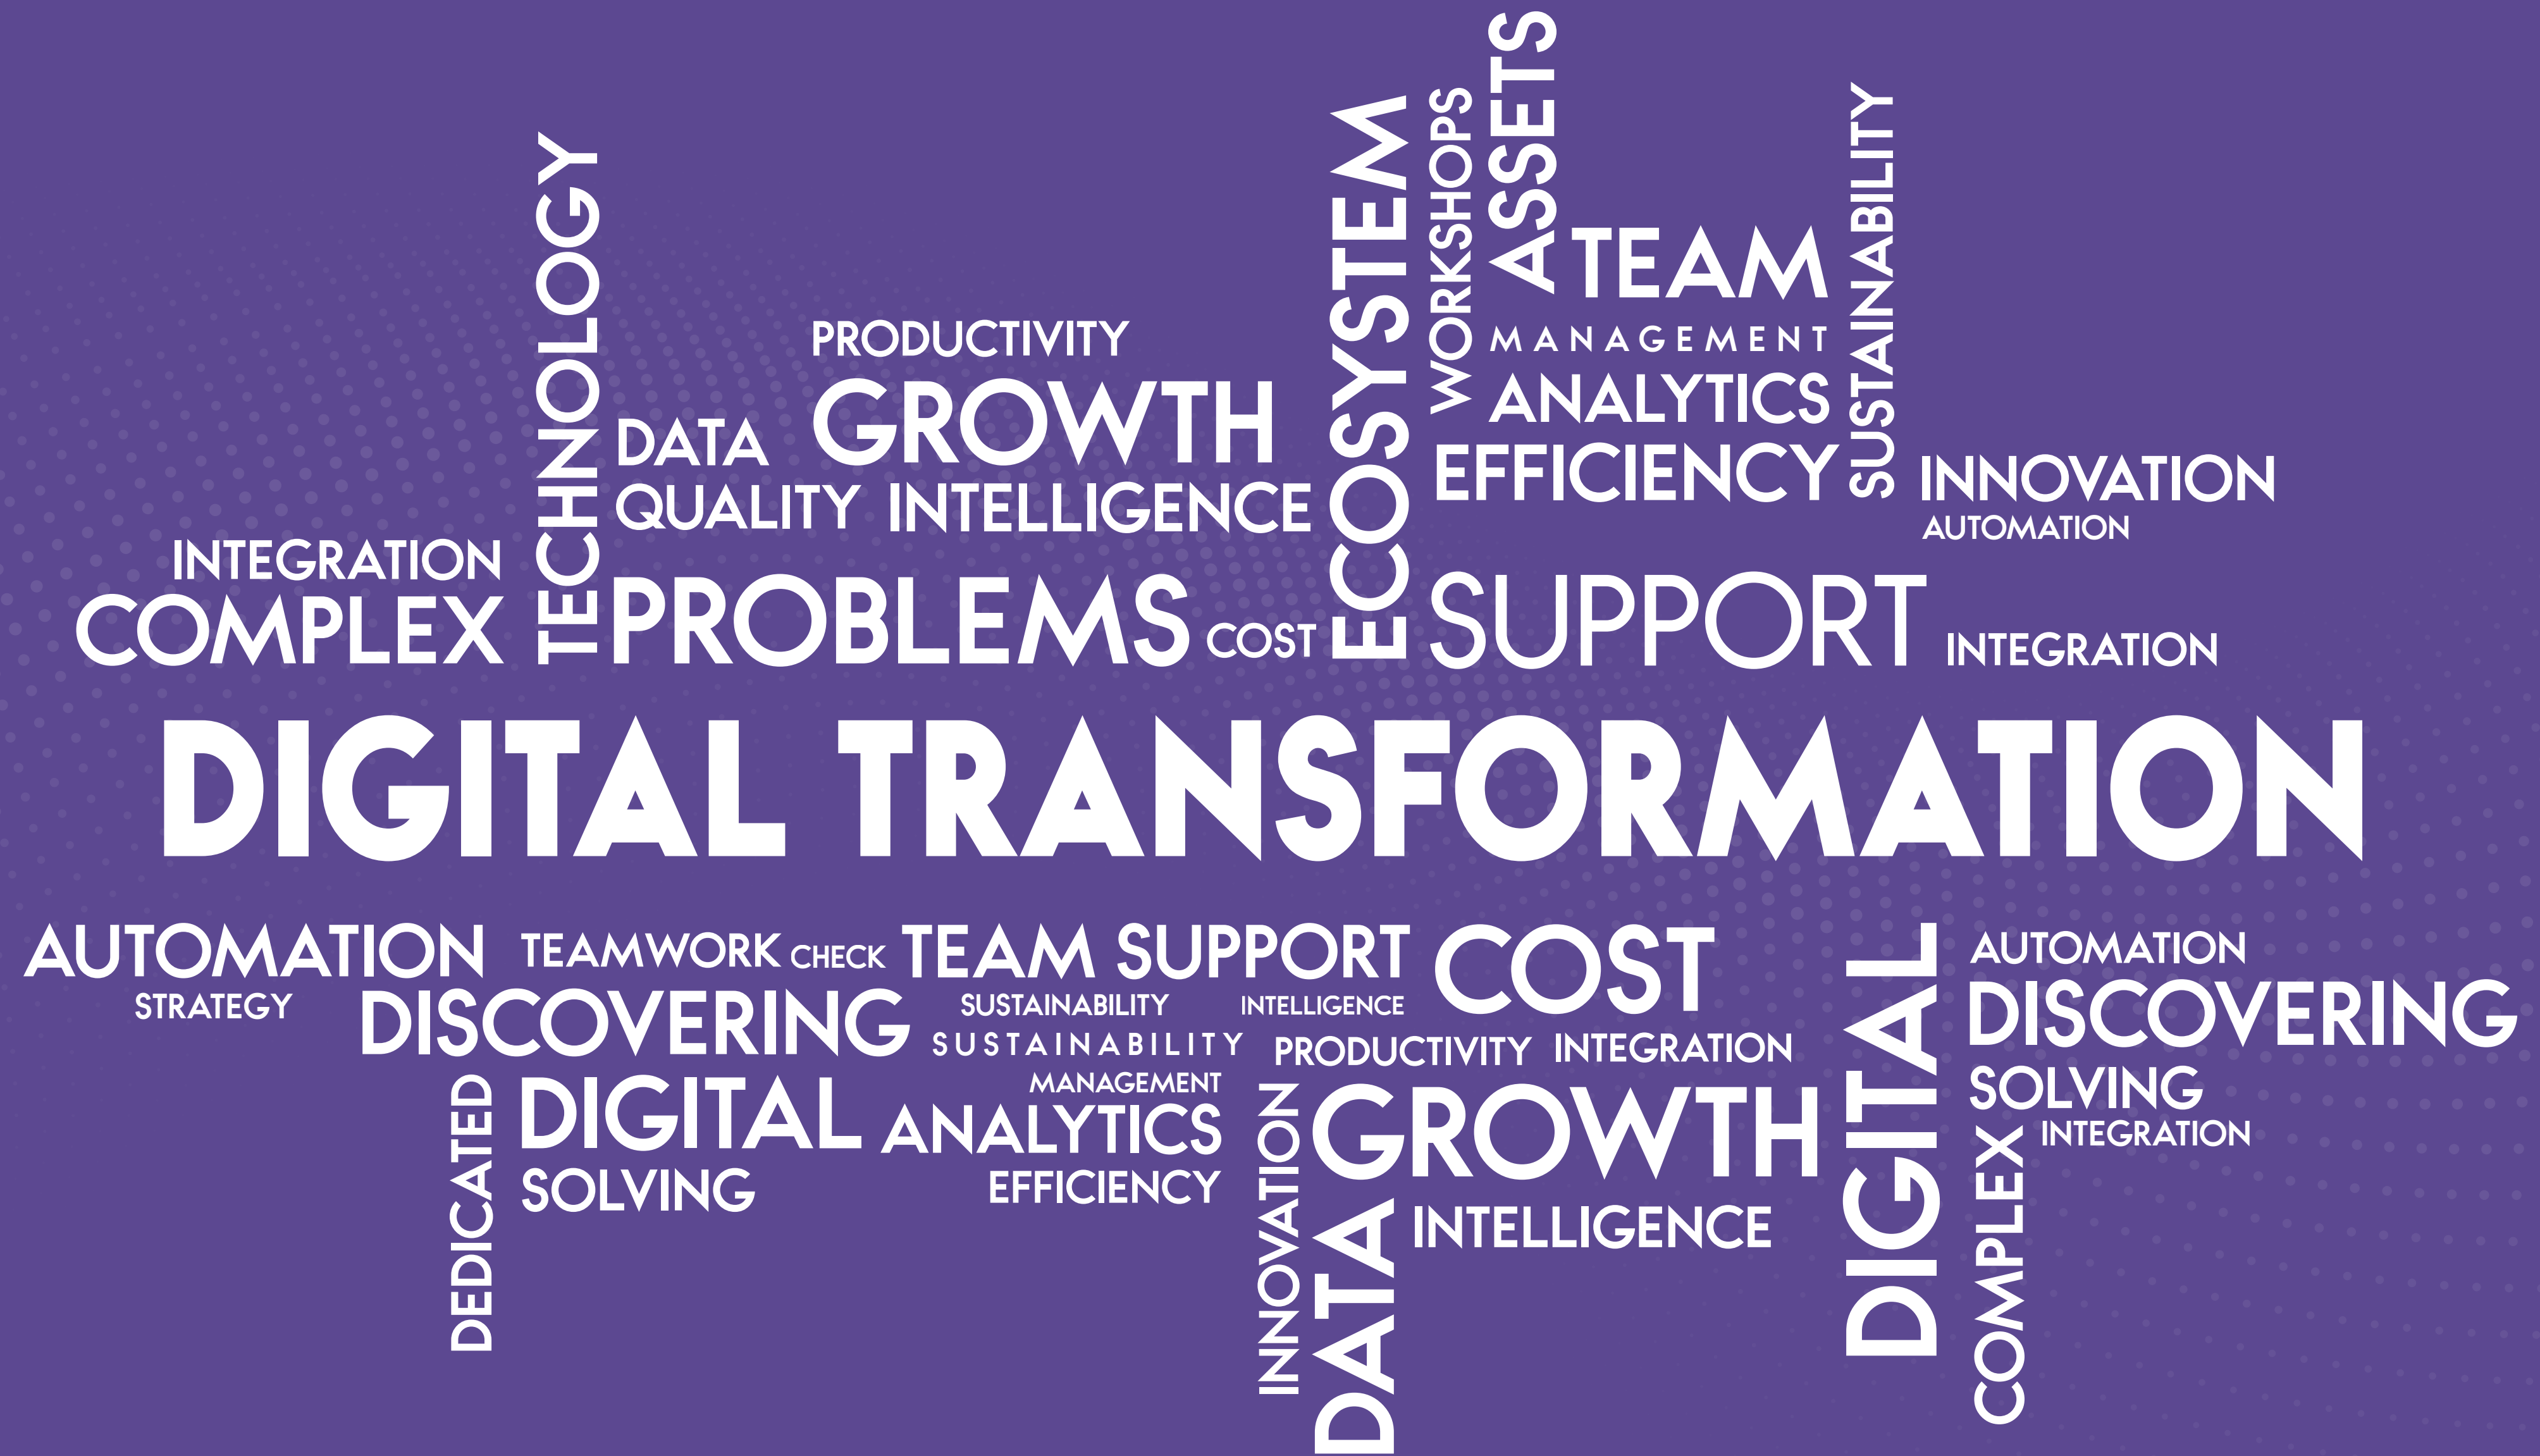 ASSETS
SUSTAINABILITY
WORKSHOPS
ECOSYSTEM
TECHNOLOGY
TEAM
MANAGEMENT
PRODUCTIVITY
ANALYTICS
GROWTH
DATA
EFFICIENCY
INNOVATION
QUALITY INTELLIGENCE
AUTOMATION
INTEGRATION
COMPLEX
PROBLEMS
COST
SUPPORT
INTEGRATION
DIGITAL TRANSFORMATION
AUTOMATION
TEAMWORK
CHECK
TEAM SUPPORT
COST
DIGITAL
AUTOMATION
STRATEGY
DISCOVERING
SUSTAINABILITY
INTELLIGENCE
DISCOVERING
SUSTAINABILITY
PRODUCTIVITY
INTEGRATION
DEDICATED
DIGITAL
MANAGEMENT
ANALYTICS
INNOVATION
GROWTH
SOLVING
INTEGRATION
COMPLEX
SOLVING
EFFICIENCY
DATA
INTELLIGENCE